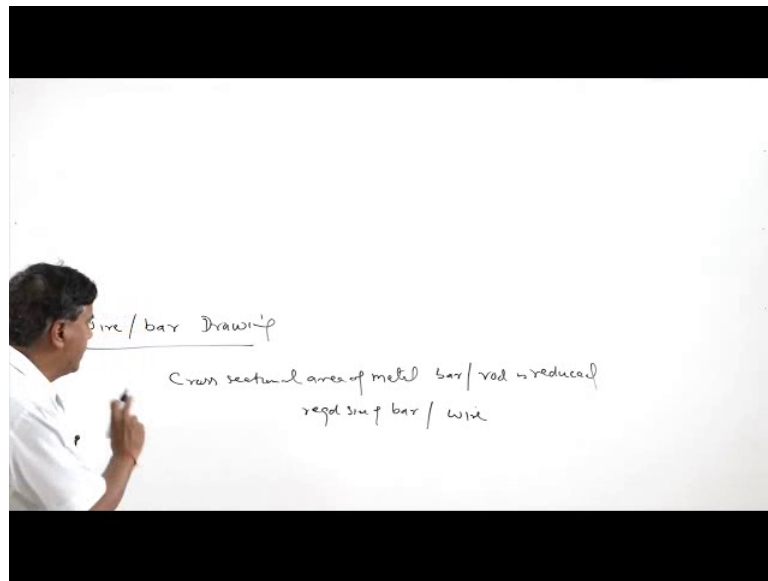 ire/bar Drawing
Cross sectional area of metal bar/rod is reduced
reqd size of bar/wire